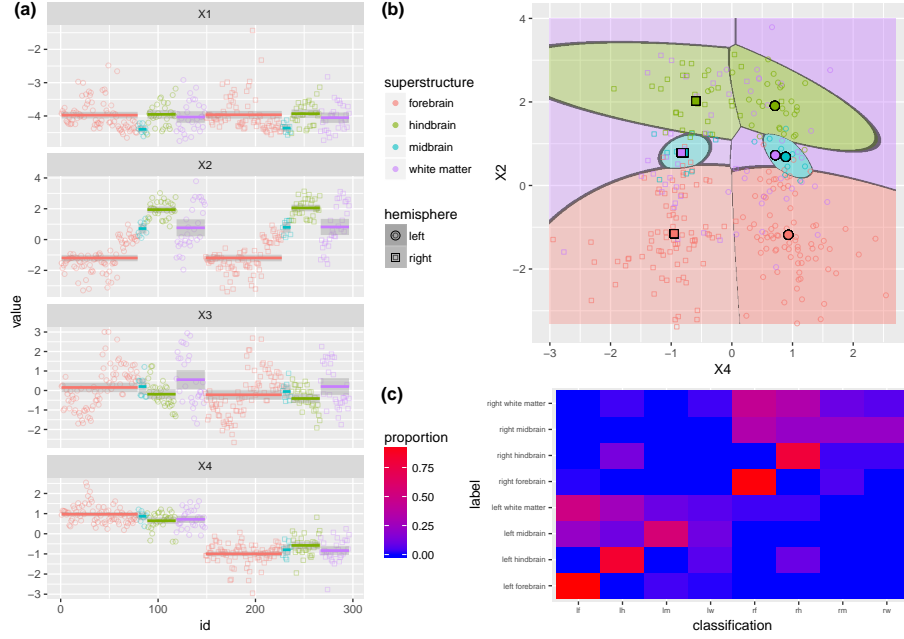 (a)
X1
−2
−3
−4
X2
4
2
0
−2
X3
3
2
1
0
−1
−2
X4
2
1
0
−1
−2
−3
0
100
200
300
id
value
(b)
superstructure
forebrain
hindbrain
midbrain
white matter
hemisphere
left
right
4
2
0
−2
X2
−3
−2
−1
0
1
2
X4
(c)
proportion
0.75
0.50
0.25
0.00
label
right white matter
right midbrain
right hindbrain
right forebrain
left white matter
left midbrain
left hindbrain
left forebrain
lf
lh
lm
lw
rf
rh
rm
rw
classification